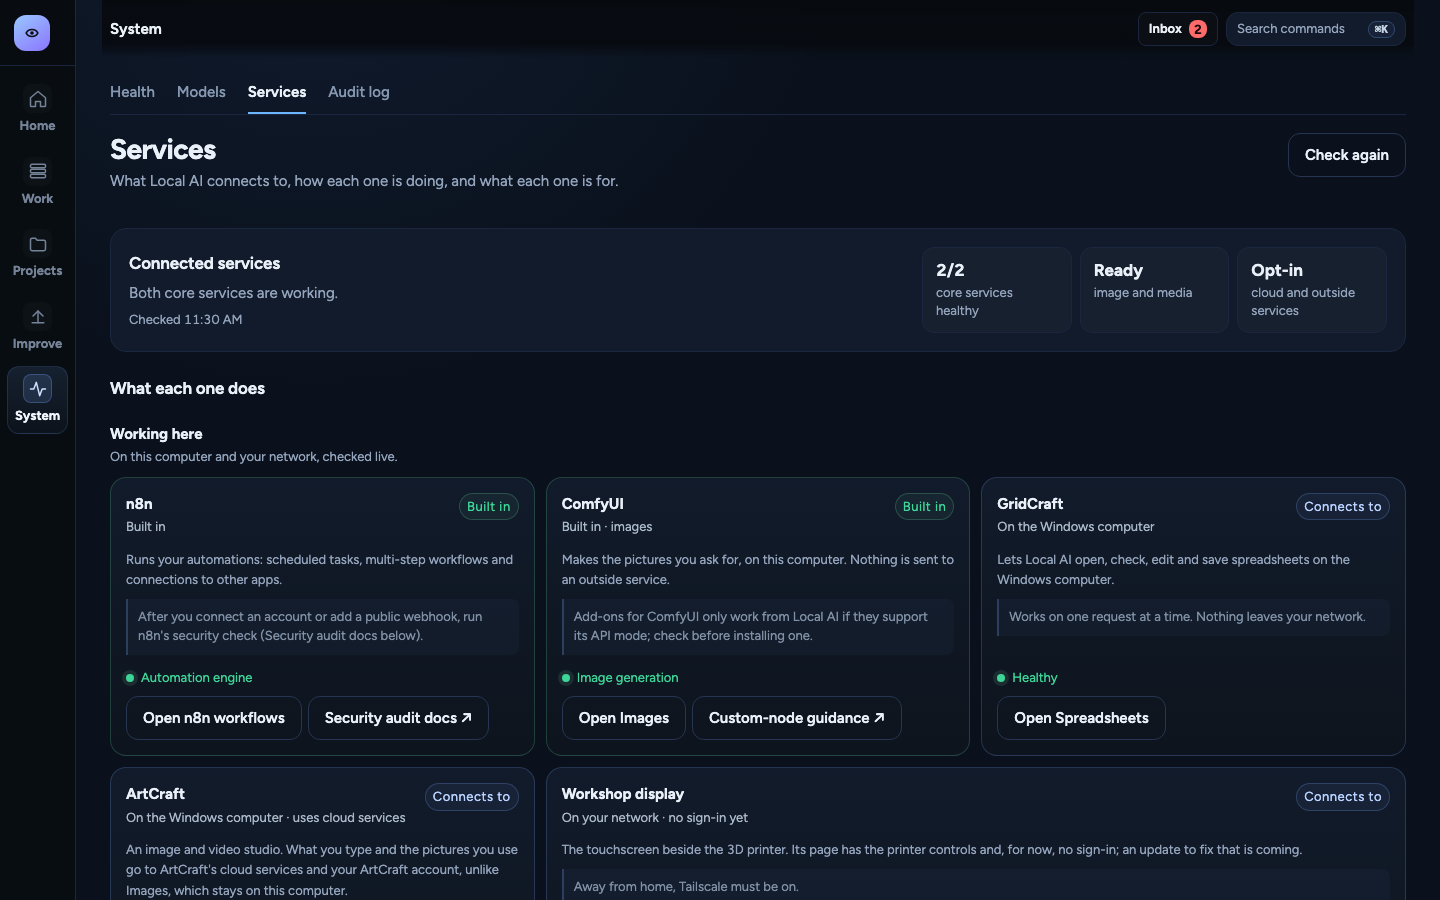 System
Inbox 2
Search commands ⌘K
Home
Work
Projects
Improve
System
Health Models Services Audit log
Services
What Local AI connects to, how each one is doing, and what each one is for.
Check again
Connected services
Both core services are working.
Checked 11:30 AM
2/2
core services
healthy
Ready
image and media
Opt-in
cloud and outside
services
What each one does
Working here
On this computer and your network, checked live.
n8n
Built in
Built in
Runs your automations: scheduled tasks, multi-step workflows and
connections to other apps.
After you connect an account or add a public webhook, run
n8n's security check (Security audit docs below).
Automation engine
Open n8n workflows
Security audit docs ↗
ComfyUI
Built in
Built in · images
Makes the pictures you ask for, on this computer. Nothing is sent to
an outside service.
Add-ons for ComfyUI only work from Local AI if they support
its API mode; check before installing one.
Image generation
Open Images
Custom-node guidance ↗
GridCraft
Connects to
On the Windows computer
Lets Local AI open, check, edit and save spreadsheets on the
Windows computer.
Works on one request at a time. Nothing leaves your network.
Healthy
Open Spreadsheets
ArtCraft
Connects to
On the Windows computer · uses cloud services
An image and video studio. What you type and the pictures you use
go to ArtCraft's cloud services and your ArtCraft account, unlike
Images, which stays on this computer.
Workshop display
Connects to
On your network · no sign-in yet
The touchscreen beside the 3D printer. Its page has the printer controls and, for now, no sign-in; an update to fix that is coming.
Away from home, Tailscale must be on.